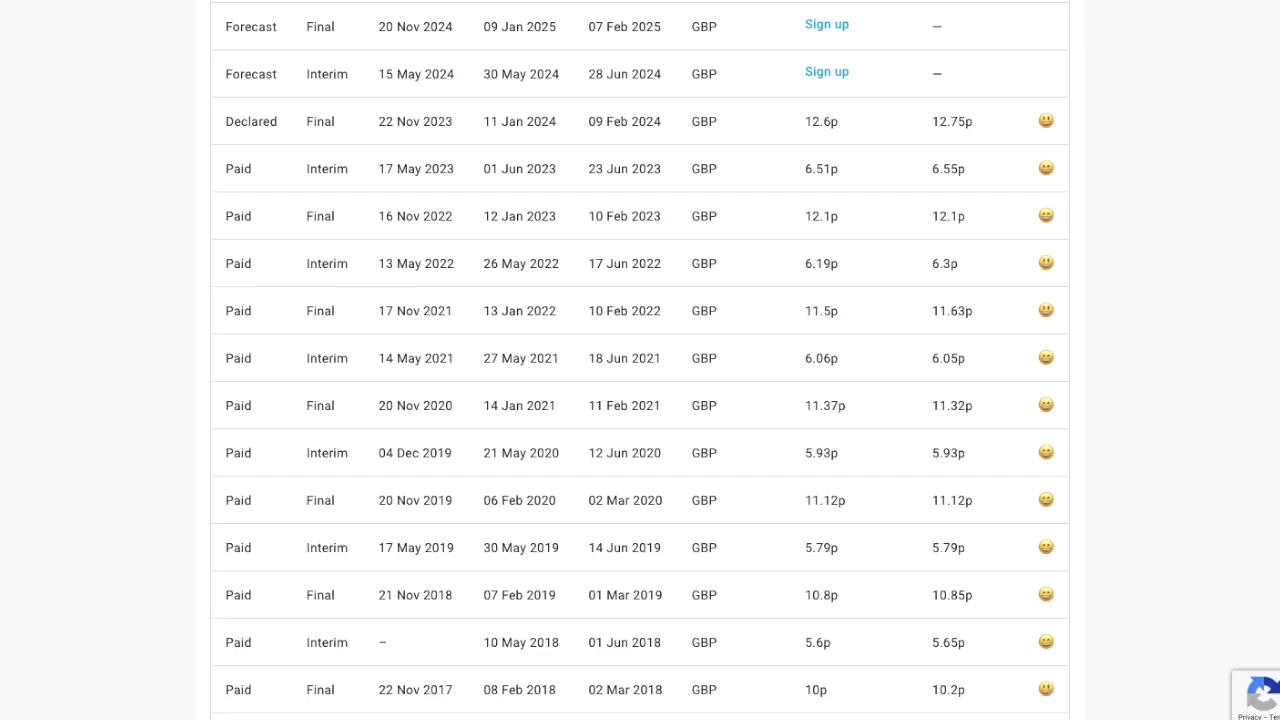 Forecast Final 20 Nov 2024 09 Jan 2025 07 Feb 2025 GBP Sign up –
Forecast Interim 15 May 2024 30 May 2024 28 Jun 2024 GBP Sign up –
Declared Final 22 Nov 2023 11 Jan 2024 09 Feb 2024 GBP 12.6p 12.75p
Paid Interim 17 May 2023 01 Jun 2023 23 Jun 2023 GBP 6.51p 6.55p
Paid Final 16 Nov 2022 12 Jan 2023 10 Feb 2023 GBP 12.1p 12.1p
Paid Interim 13 May 2022 26 May 2022 17 Jun 2022 GBP 6.19p 6.3p
Paid Final 17 Nov 2021 13 Jan 2022 10 Feb 2022 GBP 11.5p 11.63p
Paid Interim 14 May 2021 27 May 2021 18 Jun 2021 GBP 6.06p 6.05p
Paid Final 20 Nov 2020 14 Jan 2021 11 Feb 2021 GBP 11.37p 11.32p
Paid Interim 04 Dec 2019 21 May 2020 12 Jun 2020 GBP 5.93p 5.93p
Paid Final 20 Nov 2019 06 Feb 2020 02 Mar 2020 GBP 11.12p 11.12p
Paid Interim 17 May 2019 30 May 2019 14 Jun 2019 GBP 5.79p 5.79p
Paid Final 21 Nov 2018 07 Feb 2019 01 Mar 2019 GBP 10.8p 10.85p
Paid Interim – 10 May 2018 01 Jun 2018 GBP 5.6p 5.65p
Paid Final 22 Nov 2017 08 Feb 2018 02 Mar 2018 GBP 10p 10.2p
Privacy -